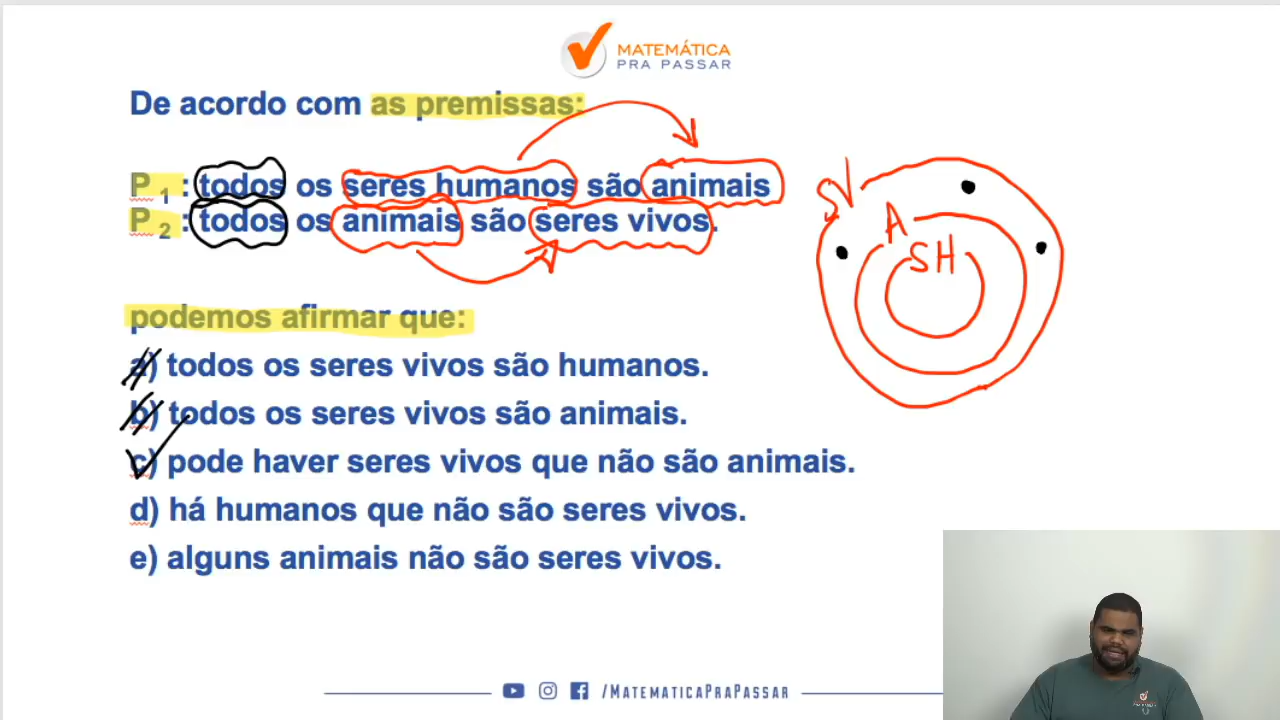 MATEMÁTICA
PRA PASSAR
De acordo com as premissas:
P 1 : todos os seres humanos são animais
P 2 : todos os animais são seres vivos.
SV
A
SH
podemos afirmar que:
a) todos os seres vivos são humanos.
b) todos os seres vivos são animais.
c) pode haver seres vivos que não são animais.
d) há humanos que não são seres vivos.
e) alguns animais não são seres vivos.
/MATEMATICAPRAPASSAR